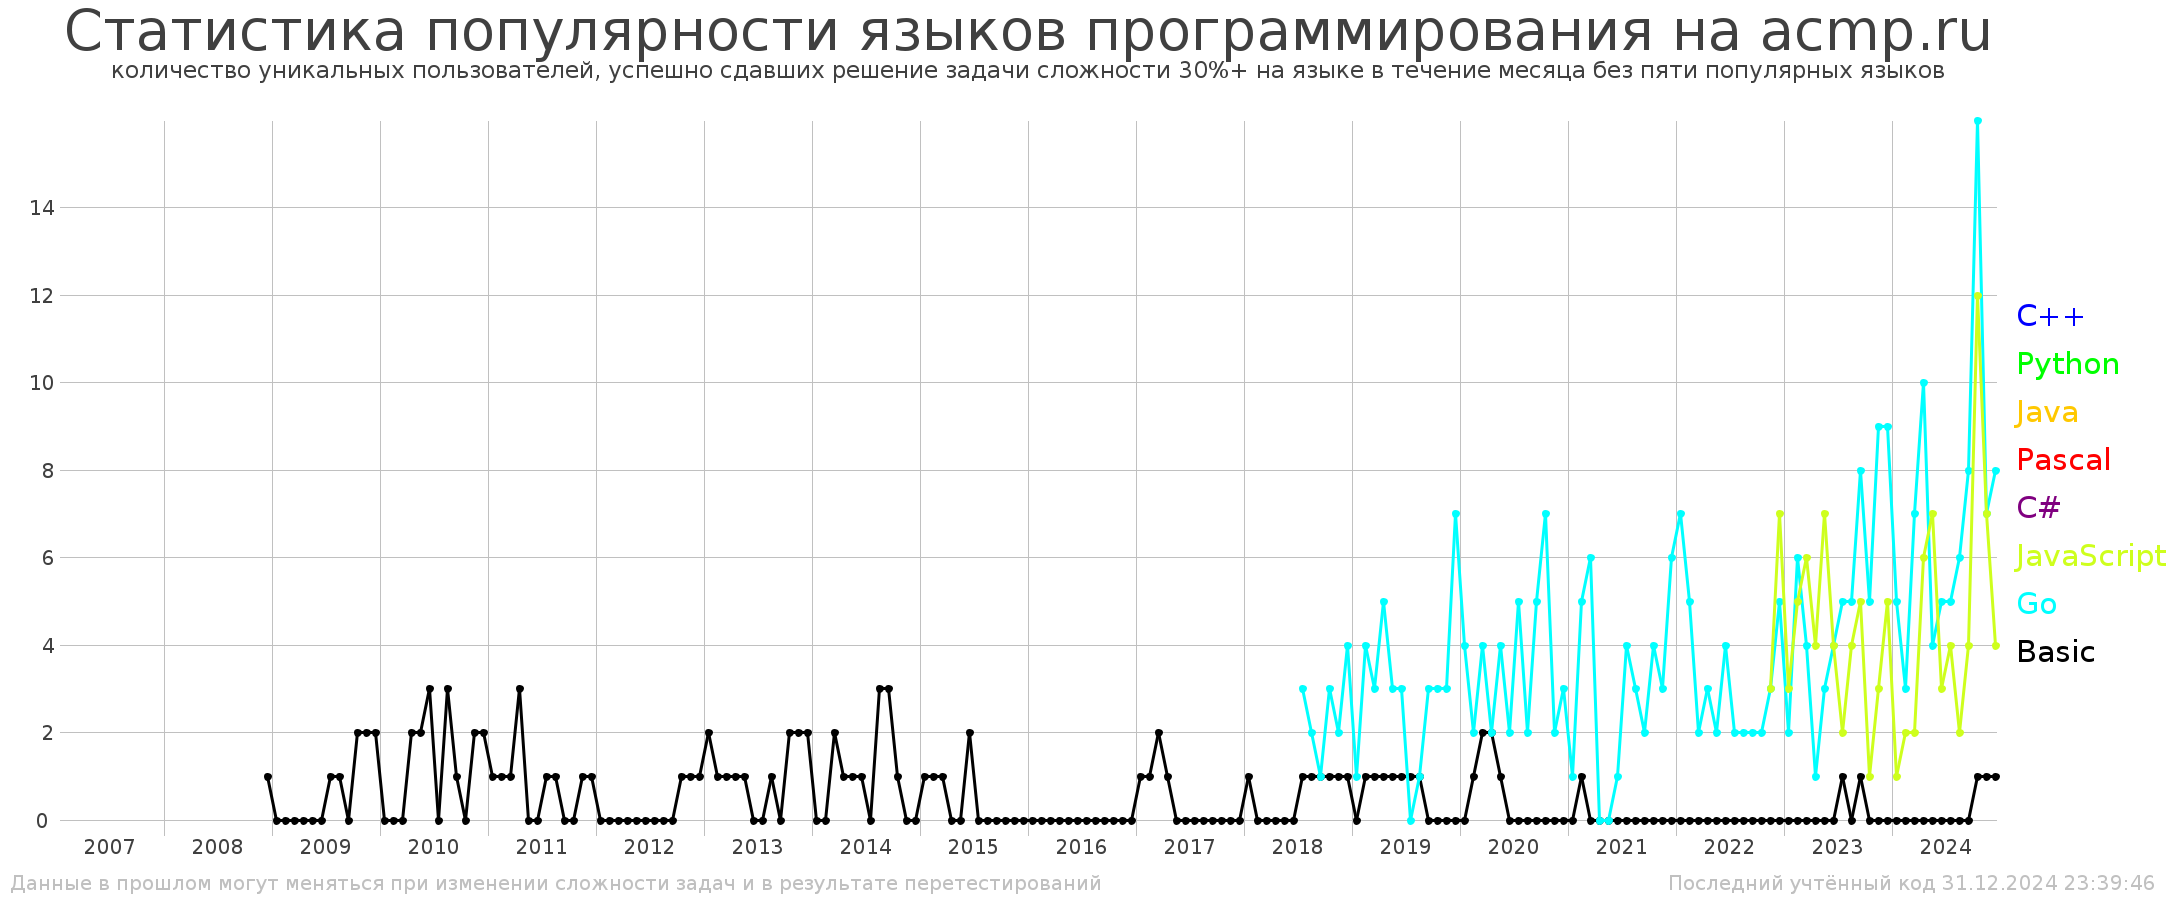 Статистика популярности языков программирования на acmp.ru
количество уникальных пользователей, успешно сдавших решение задачи сложности 30%+ на языке в течение месяца без пяти популярных языков
14
12
10
8
6
4
2
0
C++
Python
Java
Pascal
C#
JavaScript
Go
Basic
2007 2008 2009 2010 2011 2012 2013 2014 2015 2016 2017 2018 2019 2020 2021 2022 2023 2024
Данные в прошлом могут меняться при изменении сложности задач и в результате перетестирований
Последний учтённый код 31.12.2024 23:39:46